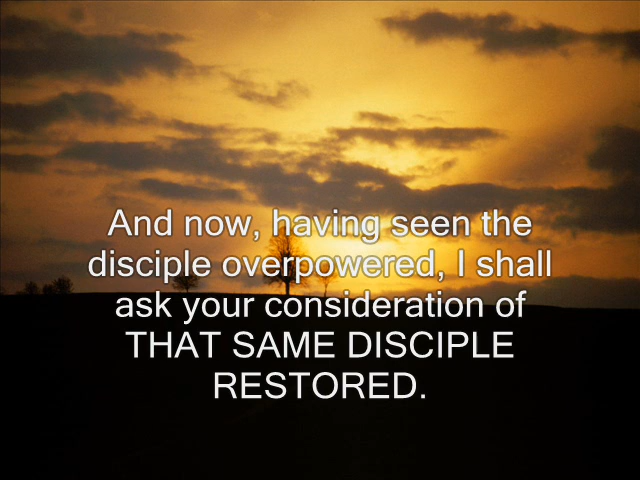 And now, having seen the
disciple overpowered, I shall
ask your consideration of
THAT SAME DISCIPLE
RESTORED.